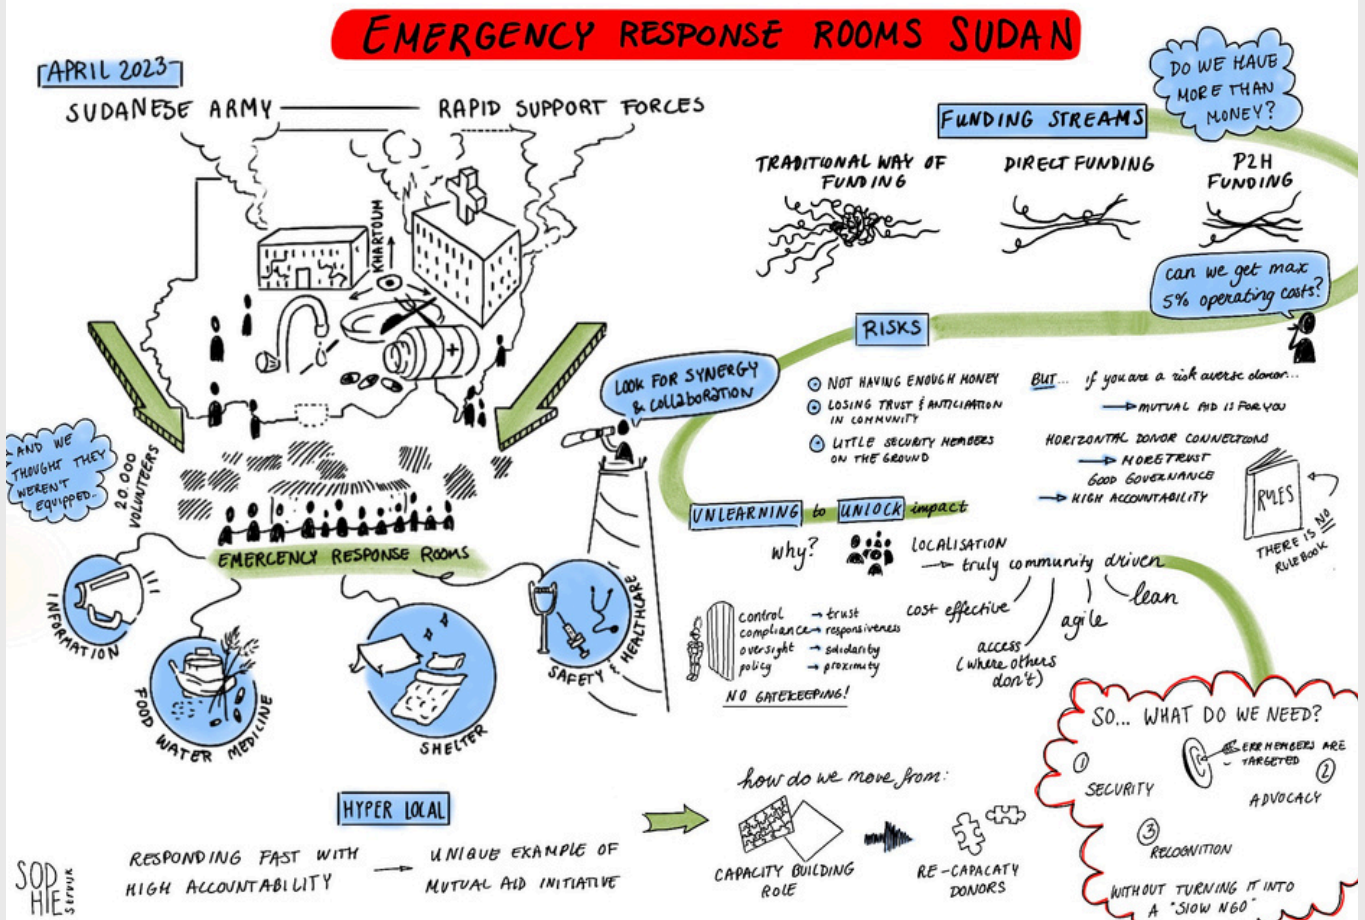 EMERGENCY RESPONSE ROOMS SUDAN
APRIL 2023
SUDANESE ARMY
RAPID SUPPORT FORCES
KHARTOUM
AND WE
THOUGHT THEY
WEREN'T
EQUIPPED...
20.000
VOLUNTEERS
EMERGENCY RESPONSE ROOMS
INFORMATION
FOOD WATER MEDICINE
SHELTER
SAFETY & HEALTHCARE
HYPER LOCAL
RESPONDING FAST WITH
HIGH ACCOUNTABILITY
UNIQUE EXAMPLE OF
MUTUAL AID INITIATIVE
SOPHIE
FUNDING STREAMS
DO WE HAVE
MORE THAN
MONEY?
TRADITIONAL WAY OF
FUNDING
DIRECT FUNDING
P2H
FUNDING
can we get max
5% operating costs?
RISKS
NOT HAVING ENOUGH MONEY
LOSING TRUST & ANTICIPATION
IN COMMUNITY
LITTLE SECURITY MEMBERS
ON THE GROUND
BUT... if you are a risk averse donor...
MUTUAL AID IS FOR YOU
HORIZONTAL DONOR CONNECTIONS
MORE TRUST
GOOD GOVERNANCE
HIGH ACCOUNTABILITY
RULES
THERE IS NO
RULEBOOK
LOOK FOR SYNERGY
& COLLABORATION
UNLEARNING to UNLOCK impact
why?
LOCALISATION
truly community driven
cost effective
access
(where others
don't)
agile
lean
control → trust
compliance → responsiveness
oversight → solidarity
policy → proximity
NO GATEKEEPING!
how do we move from:
CAPACITY BUILDING
ROLE
RE-CAPACATY
DONORS
SO... WHAT DO WE NEED?
1
SECURITY
ERR MEMBERS ARE
TARGETED
2
ADVOCACY
3
RECOGNITION
WITHOUT TURNING IT INTO
A "SLOW NGO"